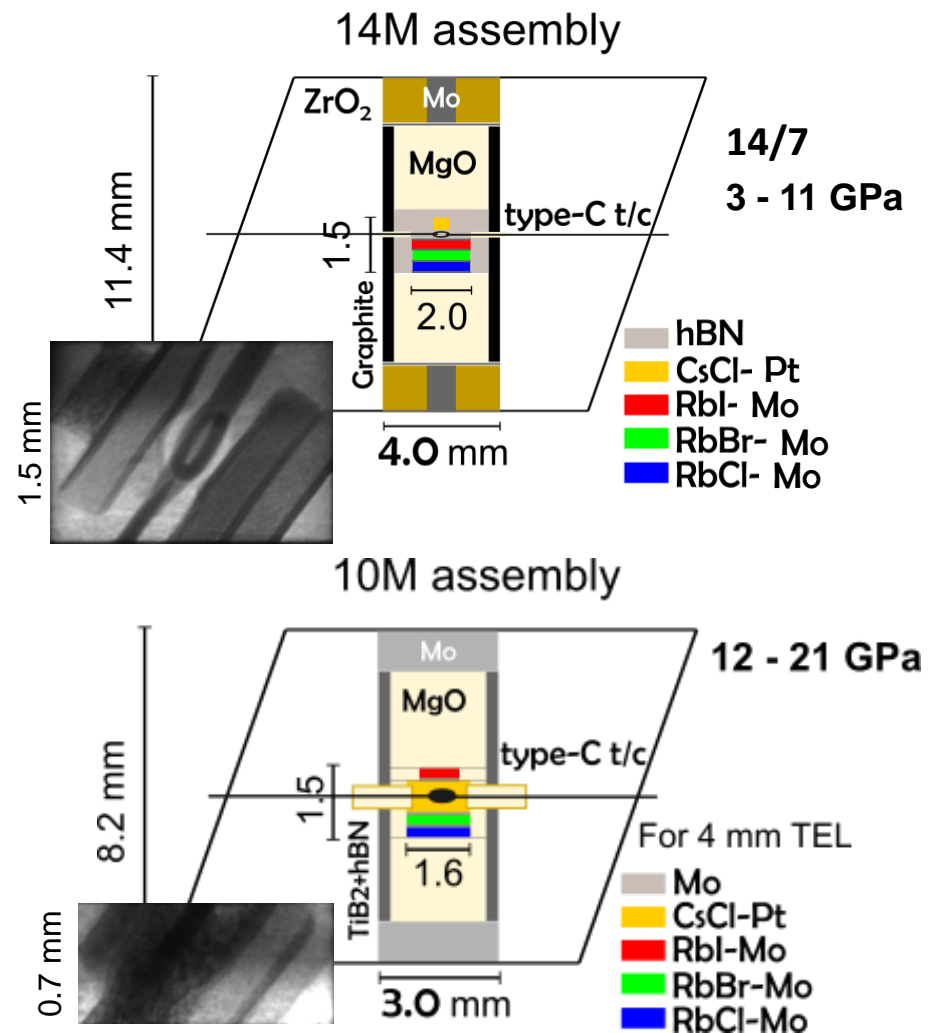 14M assembly
ZrO₂
Mo
14/7
MgO
3 - 11 GPa
type-C t/c
1.5
11.4 mm
Graphite
2.0
hBN
CsCl- Pt
RbI- Mo
RbBr- Mo
RbCl- Mo
1.5 mm
4.0 mm
10M assembly
Mo
12 - 21 GPa
MgO
type-C t/c
1.5
8.2 mm
For 4 mm TEL
TiB2+hBN
1.6
Mo
CsCl-Pt
RbI-Mo
RbBr-Mo
RbCl-Mo
0.7 mm
3.0 mm